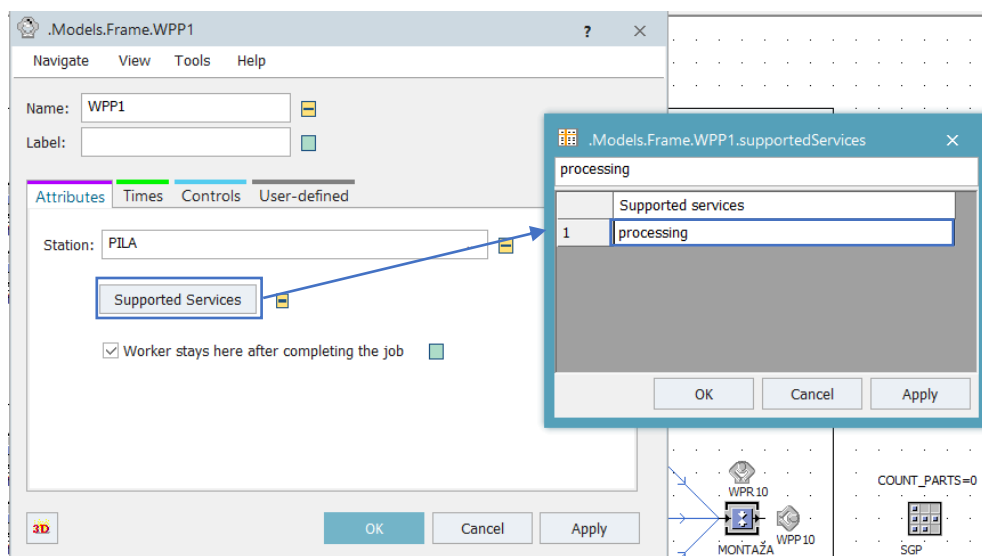 .Models.Frame.WPP1
?
Navigate View Tools Help
Name: WPP1
Label:
Attributes Times Controls User-defined
Station: PILA
Supported Services
Worker stays here after completing the job
3D
OK Cancel Apply
.Models.Frame.WPP1.supportedServices
processing
Supported services
1 processing
OK Cancel Apply
WPR10
COUNT_PARTS=0
WPP10
MONTAŽA
SGP